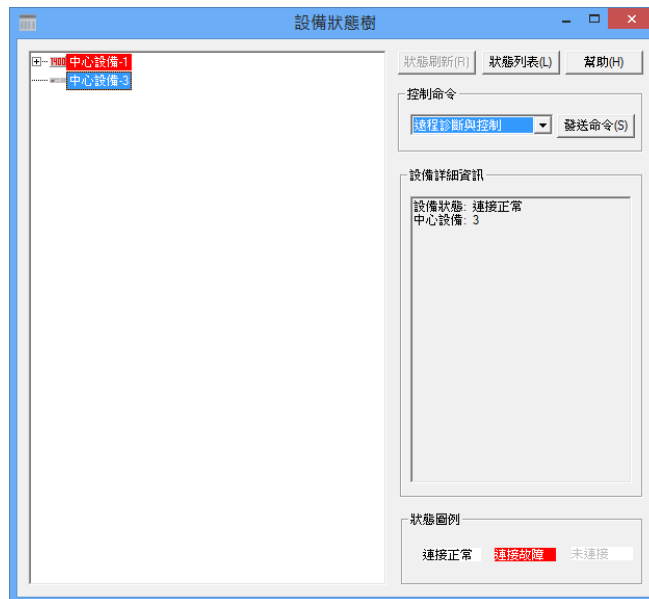 設備狀態樹
1900 中心設備-1
中心設備-3
狀態刷新(R) 狀態列表(L) 幫助(H)
控制命令
遠程診斷與控制 發送命令(S)
設備詳細資訊
設備狀態: 連接正常
中心設備: 3
狀態圖例
連接正常 連接故障 未連接